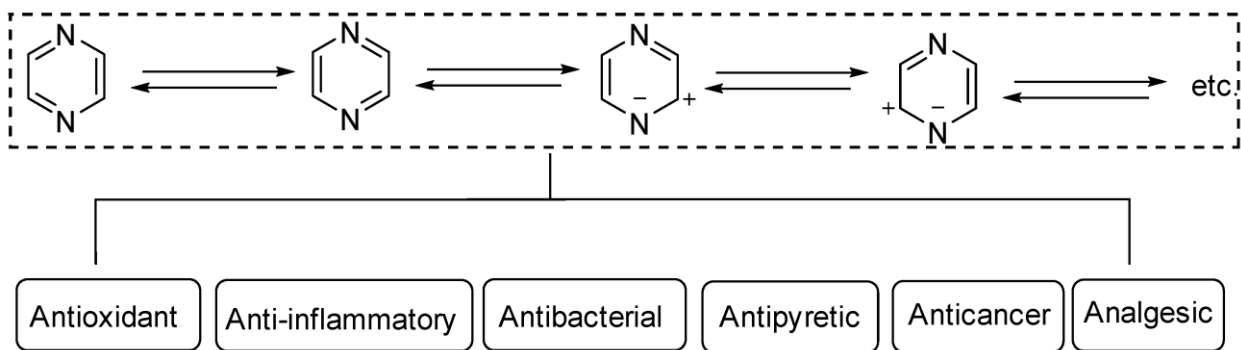 N N N N etc.
N N N N
− +
+ −
Antioxidant Anti-inflammatory Antibacterial Antipyretic Anticancer Analgesic